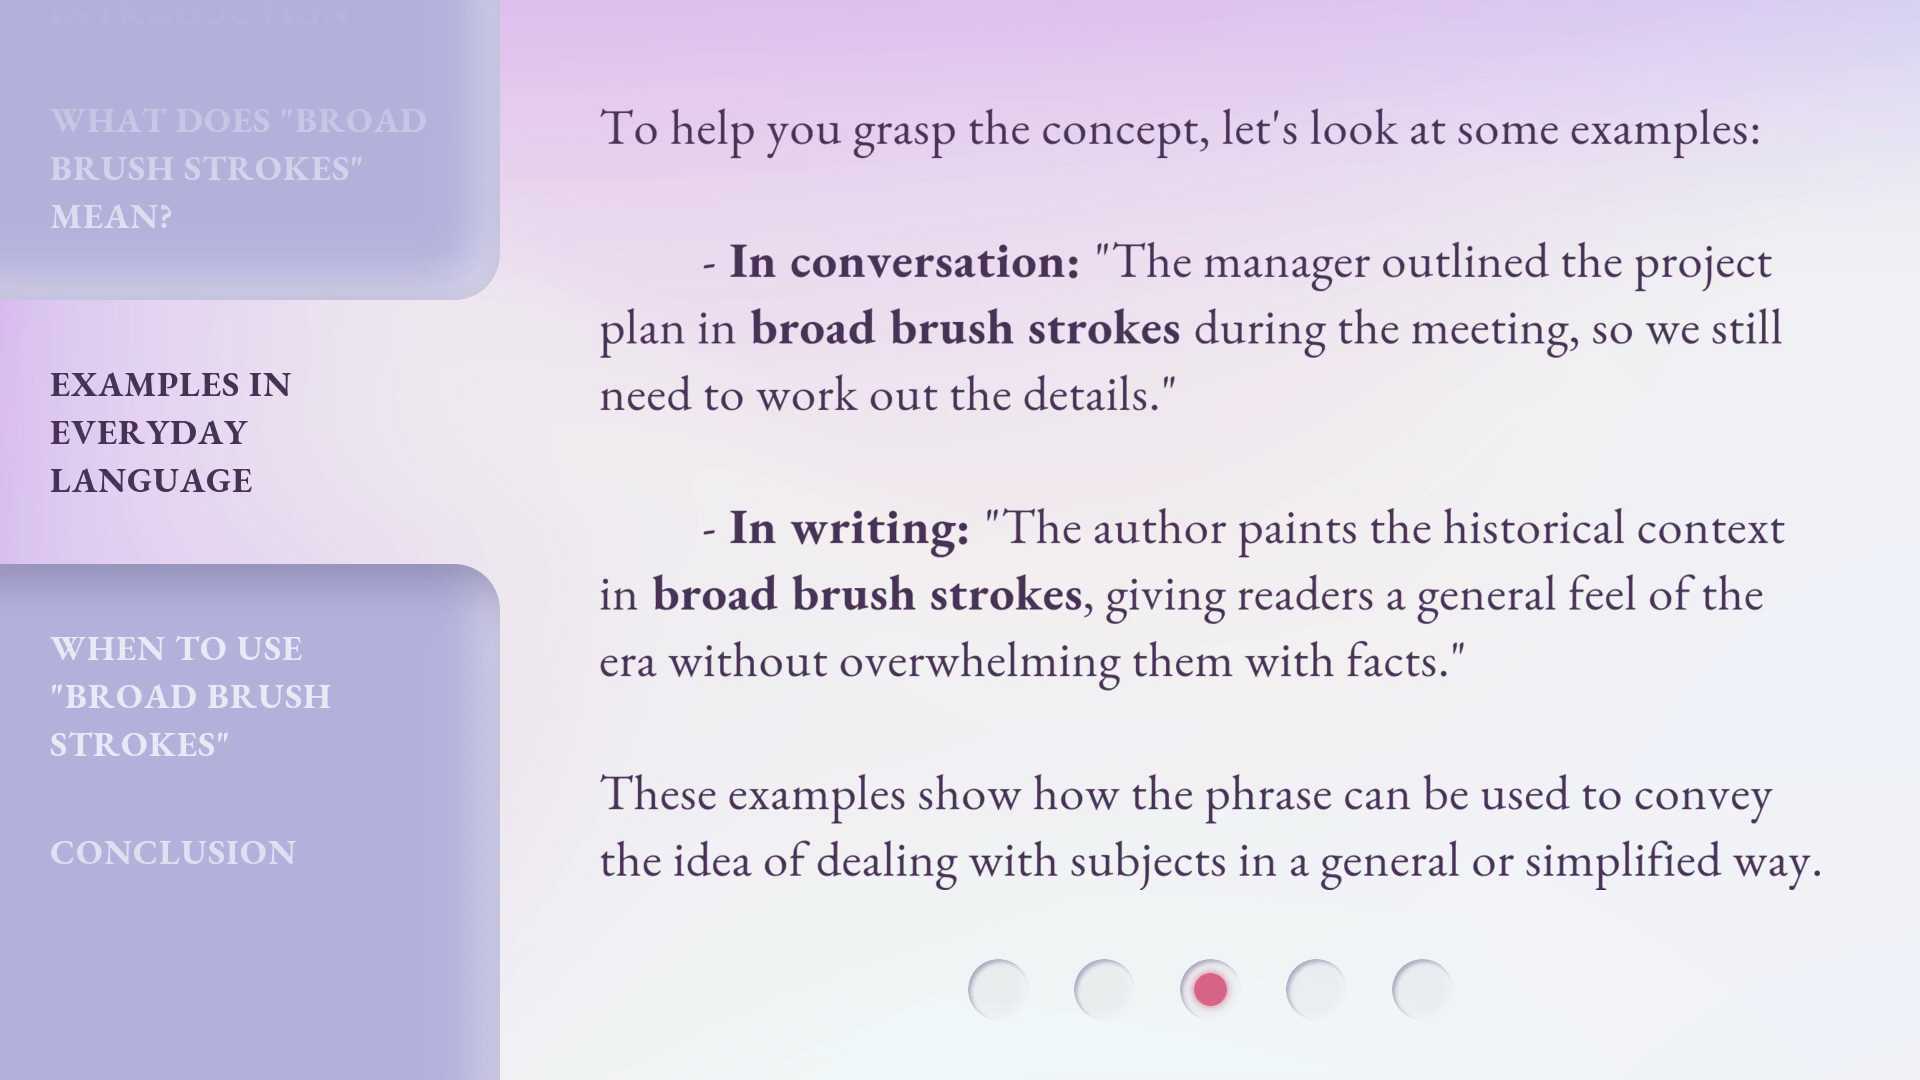 INTRODUCTION
WHAT DOES "BROAD
BRUSH STROKES"
MEAN?
EXAMPLES IN
EVERYDAY
LANGUAGE
WHEN TO USE
"BROAD BRUSH
STROKES"
CONCLUSION
To help you grasp the concept, let's look at some examples:
- In conversation: "The manager outlined the project
plan in broad brush strokes during the meeting, so we still
need to work out the details."
- In writing: "The author paints the historical context
in broad brush strokes, giving readers a general feel of the
era without overwhelming them with facts."
These examples show how the phrase can be used to convey
the idea of dealing with subjects in a general or simplified way.